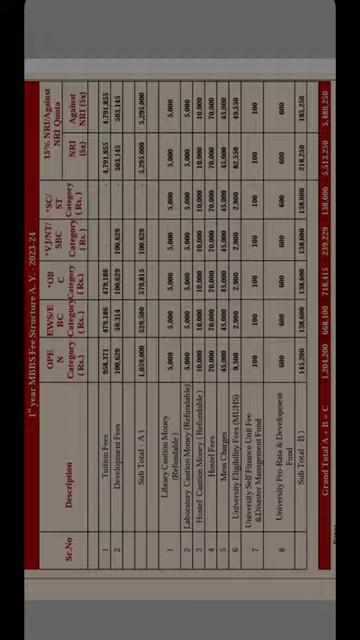 1st year MBBS Fee Structure A. Y. - 2023-24
Sr.No Description OPE N Category ( Rs.) EWS/E BC Category (Rs.) *OB C Category (Rs.) *VJ/NT/ SBC Category ( Rs.) *SC/ ST Category ( Rs.) 15% NRI/Against NRI Quota NRI (5x) Against NRI (5x)
1 Tuition Fees 958,371 479,186 479,186 - - 4,791,855 4,791,855
2 Development Fees 100,629 50,314 100,629 100,629 - 503,145 503,145
Sub Total ( A ) 1,059,000 529,500 579,815 100,629 - 5,295,000 5,295,000
1 Library Caution Money (Refundable ) 5,000 5,000 5,000 5,000 5,000 5,000 5,000
2 Laboratory Caution Money (Refundable) 5,000 5,000 5,000 5,000 5,000 5,000 5,000
3 Hostel Caution Money ( Refundable) 10,000 10,000 10,000 10,000 10,000 10,000 10,000
4 Hostel Fees 70,000 70,000 70,000 70,000 70,000 70,000 70,000
5 Mess Charges 45,000 45,000 45,000 45,000 45,000 45,000 45,000
6 University Eligibility Fees (MUHS) 9,500 2,900 2,900 2,900 2,900 82,550 49,550
7 University Self Finance Unit Fee &Disaster Management Fund 100 100 100 100 100 100 100
8 University Pro-Rata & Development Fund 600 600 600 600 600 600 600
Sub Total ( B ) 145,200 138,600 138,600 138,600 138,600 218,250 185,250
Grand Total A + B = C 1,204,200 668,100 718,415 239,229 138,600 5,513,250 5,480,250